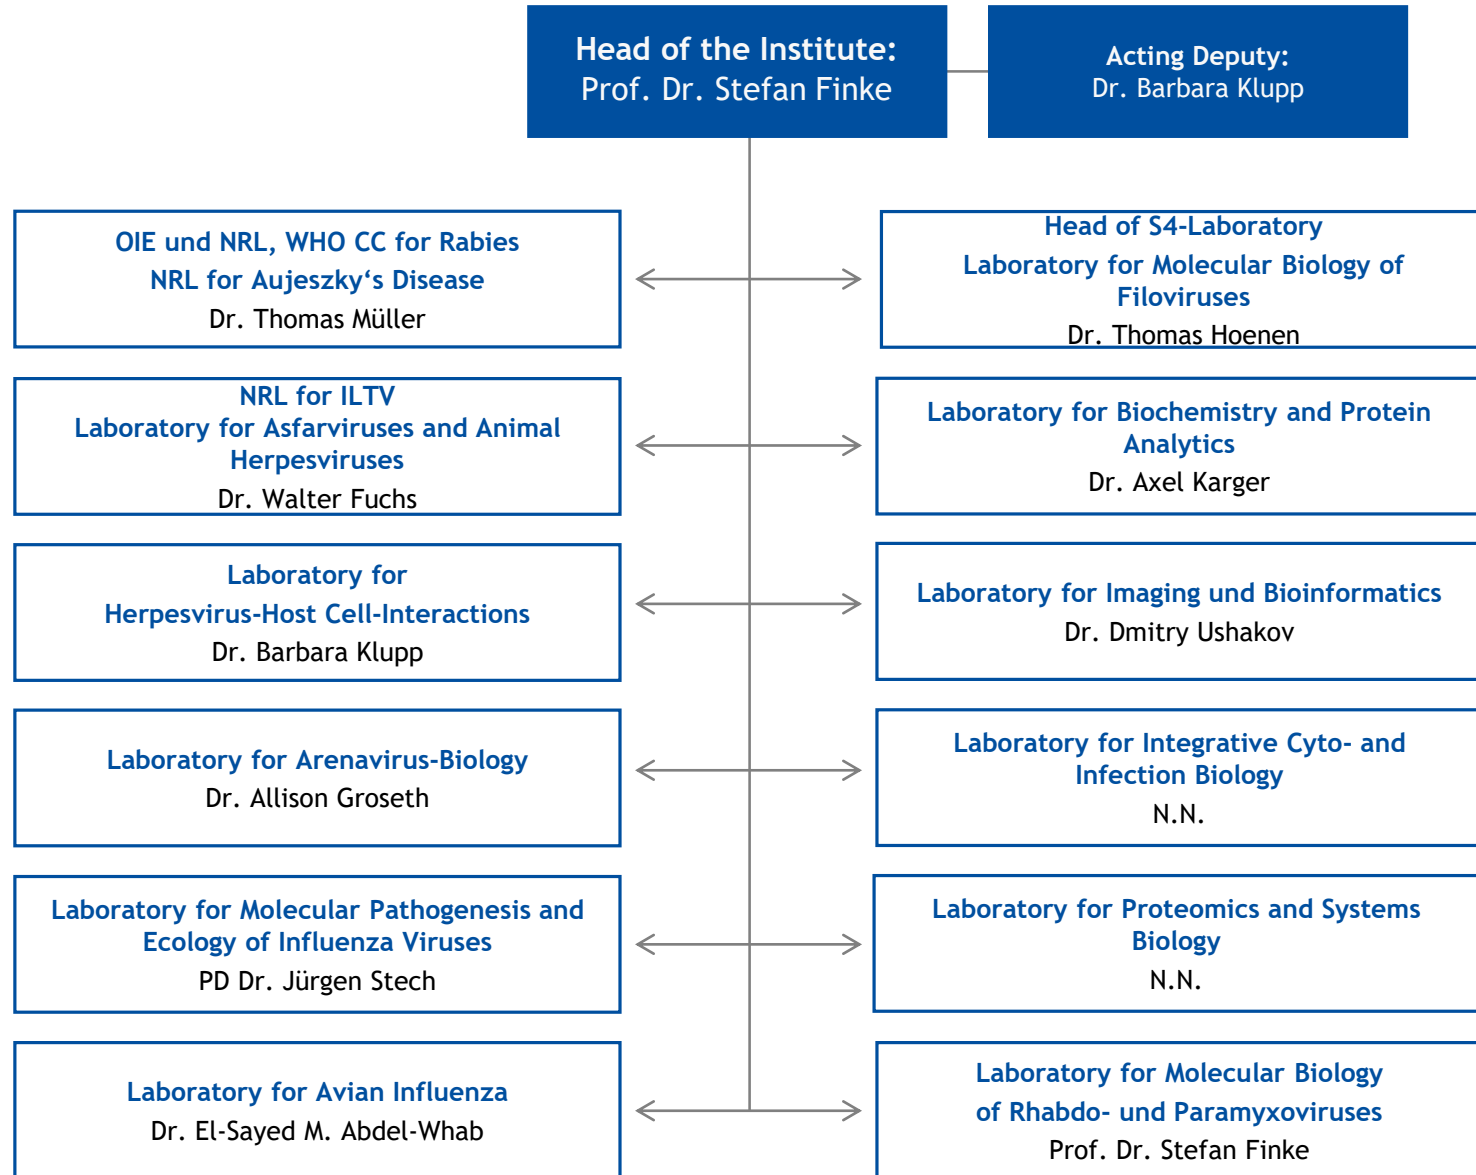 Head of the Institute:
Prof. Dr. Stefan Finke
Acting Deputy:
Dr. Barbara Klupp
OIE und NRL, WHO CC for Rabies
NRL for Aujeszky‘s Disease
Dr. Thomas Müller
Head of S4-Laboratory
Laboratory for Molecular Biology of
Filoviruses
Dr. Thomas Hoenen
NRL for ILTV
Laboratory for Asfarviruses and Animal
Herpesviruses
Dr. Walter Fuchs
Laboratory for Biochemistry and Protein
Analytics
Dr. Axel Karger
Laboratory for
Herpesvirus-Host Cell-Interactions
Dr. Barbara Klupp
Laboratory for Imaging und Bioinformatics
Dr. Dmitry Ushakov
Laboratory for Arenavirus-Biology
Dr. Allison Groseth
Laboratory for Integrative Cyto- and
Infection Biology
N.N.
Laboratory for Molecular Pathogenesis and
Ecology of Influenza Viruses
PD Dr. Jürgen Stech
Laboratory for Proteomics and Systems
Biology
N.N.
Laboratory for Avian Influenza
Dr. El-Sayed M. Abdel-Whab
Laboratory for Molecular Biology
of Rhabdo- und Paramyxoviruses
Prof. Dr. Stefan Finke